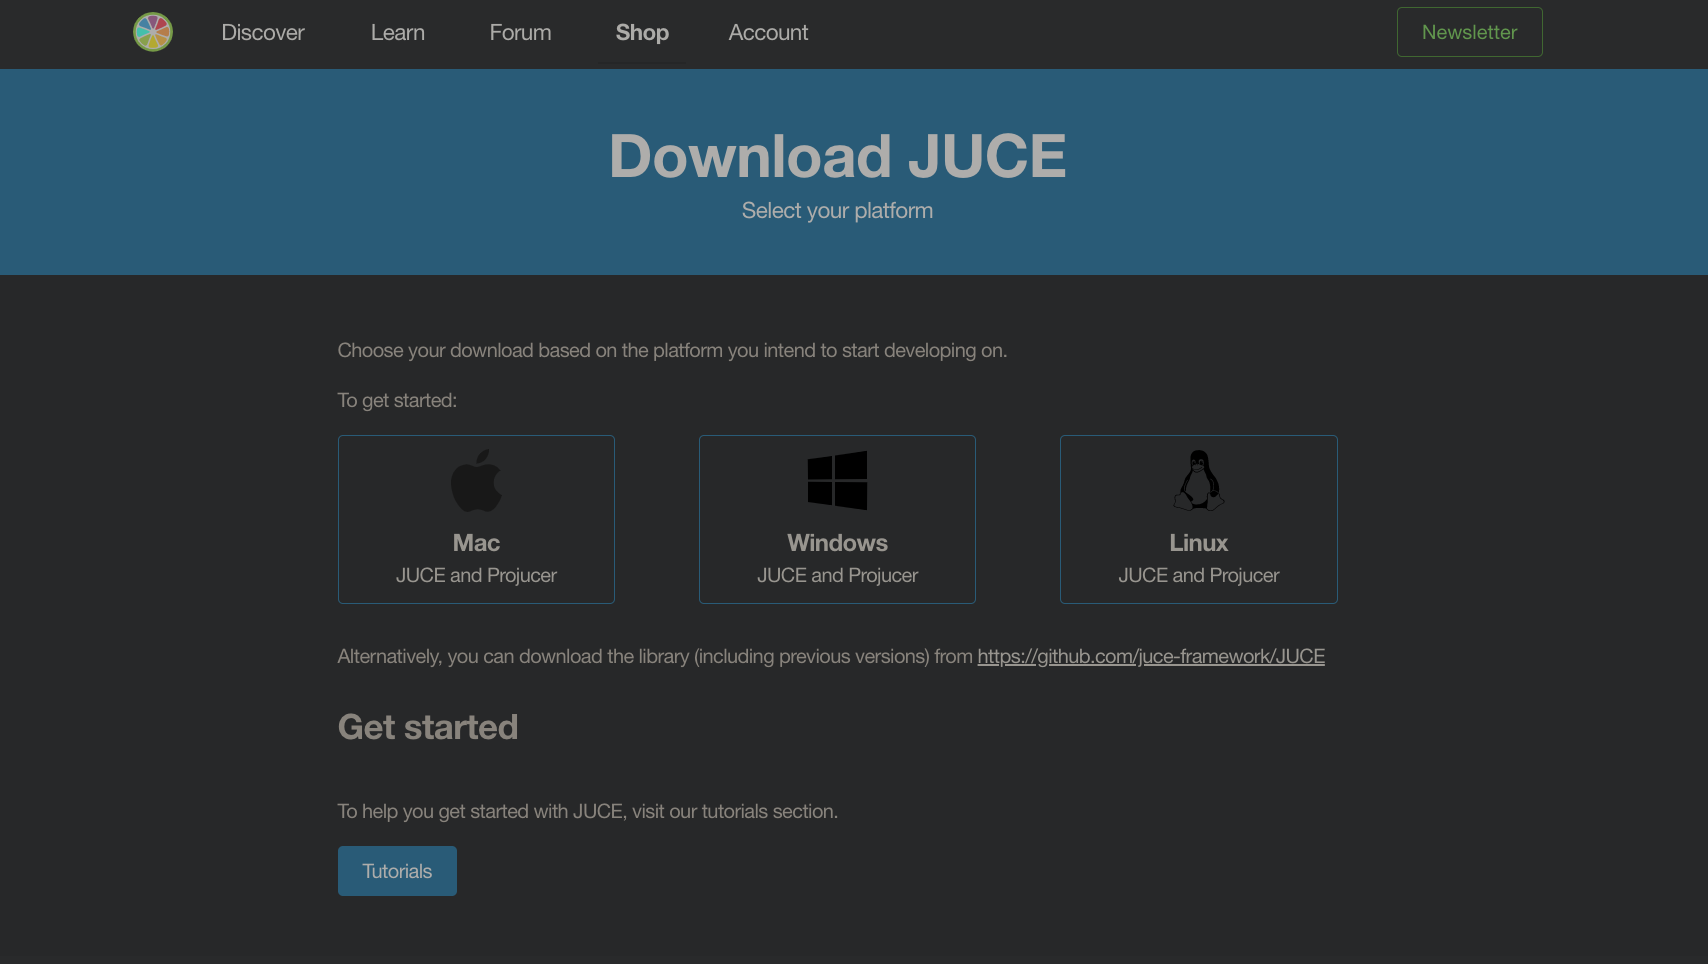 Discover Learn Forum Shop Account Newsletter
Download JUCE
Select your platform
Choose your download based on the platform you intend to start developing on.
To get started:
Mac
JUCE and Projucer
Windows
JUCE and Projucer
Linux
JUCE and Projucer
Alternatively, you can download the library (including previous versions) from https://github.com/juce-framework/JUCE
Get started
To help you get started with JUCE, visit our tutorials section.
Tutorials